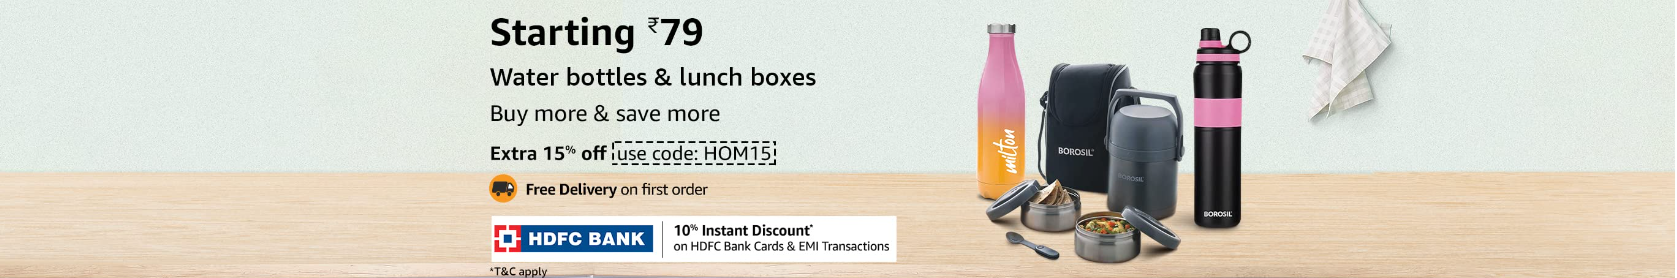 Starting ₹79
Water bottles & lunch boxes
Buy more & save more
Extra 15% off use code: HOM15
Free Delivery on first order
HDFC BANK
10% Instant Discount*
on HDFC Bank Cards & EMI Transactions
*T&C apply
milton
BOROSIL
BOROSIL
BOROSIL